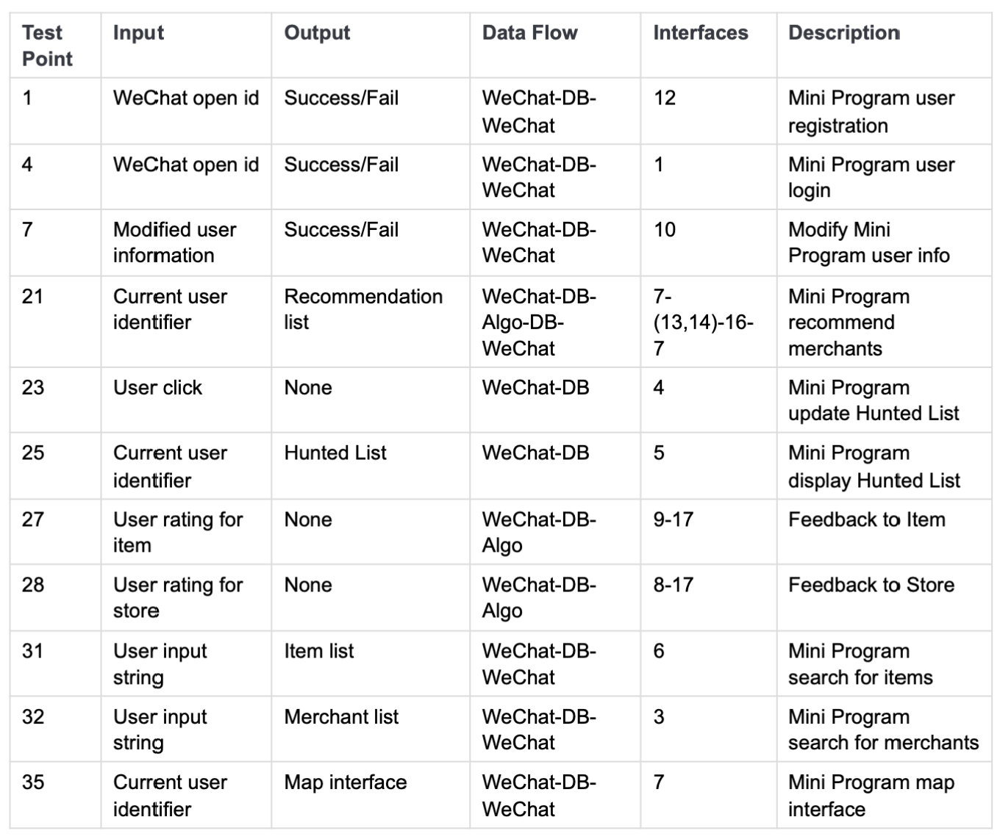 Test Point | Input | Output | Data Flow | Interfaces | Description
1 | WeChat open id | Success/Fail | WeChat-DB-WeChat | 12 | Mini Program user registration
4 | WeChat open id | Success/Fail | WeChat-DB-WeChat | 1 | Mini Program user login
7 | Modified user information | Success/Fail | WeChat-DB-WeChat | 10 | Modify Mini Program user info
21 | Current user identifier | Recommendation list | WeChat-DB-Algo-DB-WeChat | 7-(13,14)-16-7 | Mini Program recommend merchants
23 | User click | None | WeChat-DB | 4 | Mini Program update Hunted List
25 | Current user identifier | Hunted List | WeChat-DB | 5 | Mini Program display Hunted List
27 | User rating for item | None | WeChat-DB-Algo | 9-17 | Feedback to Item
28 | User rating for store | None | WeChat-DB-Algo | 8-17 | Feedback to Store
31 | User input string | Item list | WeChat-DB-WeChat | 6 | Mini Program search for items
32 | User input string | Merchant list | WeChat-DB-WeChat | 3 | Mini Program search for merchants
35 | Current user identifier | Map interface | WeChat-DB-WeChat | 7 | Mini Program map interface